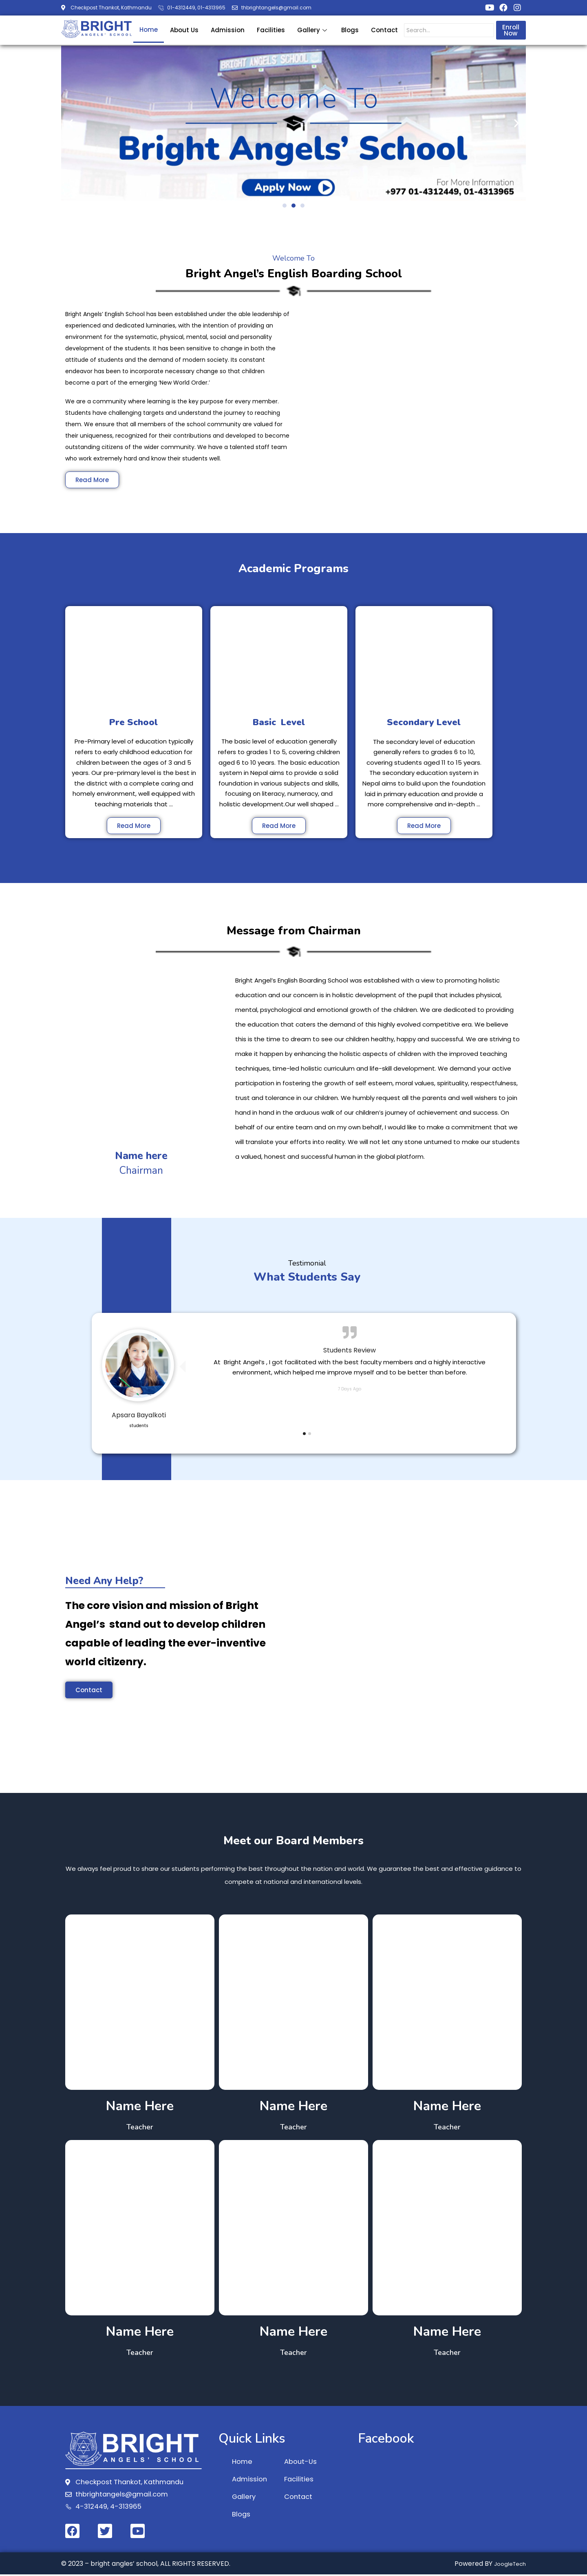 Checkpost Thankot, Kathmandu 01-4312449, 01-4313965 thbrightangels@gmail.com
BRIGHT
ANGELS' SCHOOL
Home About Us Admission Facilities Gallery Blogs Contact Search... Enroll Now
Welcome To
Bright Angels’ School
Apply Now
For More Information
+977 01-4312449, 01-4313965
Welcome To
Bright Angel’s English Boarding School
Bright Angels’ English School has been established under the able leadership of
experienced and dedicated luminaries, with the intention of providing an
environment for the systematic, physical, mental, social and personality
development of the students. It has been sensitive to change in both the
attitude of students and the demand of modern society. Its constant
endeavor has been to incorporate necessary change so that children
become a part of the emerging ‘New World Order.’
We are a community where learning is the key purpose for every member.
Students have challenging targets and understand the journey to reaching
them. We ensure that all members of the school community are valued for
their uniqueness, recognized for their contributions and developed to become
outstanding citizens of the wider community. We have a talented staff team
who work extremely hard and know their students well.
Read More
Academic Programs
Pre School
Pre-Primary level of education typically
refers to early childhood education for
children between the ages of 3 and 5
years. Our pre-primary level is the best in
the district with a complete caring and
homely environment, well equipped with
teaching materials that ...
Read More
Basic Level
The basic level of education generally
refers to grades 1 to 5, covering children
aged 6 to 10 years. The basic education
system in Nepal aims to provide a solid
foundation in various subjects and skills,
focusing on literacy, numeracy, and
holistic development.Our well shaped ...
Read More
Secondary Level
The secondary level of education
generally refers to grades 6 to 10,
covering students aged 11 to 15 years.
The secondary education system in
Nepal aims to build upon the foundation
laid in primary education and provide a
more comprehensive and in-depth ...
Read More
Message from Chairman
Bright Angel’s English Boarding School was established with a view to promoting holistic
education and our concern is in holistic development of the pupil that includes physical,
mental, psychological and emotional growth of the children. We are dedicated to providing
the education that caters the demand of this highly evolved competitive era. We believe
this is the time to dream to see our children healthy, happy and successful. We are striving to
make it happen by enhancing the holistic aspects of children with the improved teaching
techniques, time-led holistic curriculum and life-skill development. We demand your active
participation in fostering the growth of self esteem, moral values, spirituality, respectfulness,
trust and tolerance in our children. We humbly request all the parents and well wishers to join
hand in hand in the arduous walk of our children’s journey of achievement and success. On
behalf of our entire team and on my own behalf, I would like to make a commitment that we
will translate your efforts into reality. We will not let any stone unturned to make our students
a valued, honest and successful human in the global platform.
Name here
Chairman
Testimonial
What Students Say
Students Review
At Bright Angel’s , I got facilitated with the best faculty members and a highly interactive
environment, which helped me improve myself and to be better than before.
1 Days Ago
Apsara Bayalkoti
students
Need Any Help?
The core vision and mission of Bright
Angel’s stand out to develop children
capable of leading the ever-inventive
world citizenry.
Contact
Meet our Board Members
We always feel proud to share our students performing the best throughout the nation and world. We guarantee the best and effective guidance to
compete at national and international levels.
Name Here Name Here Name Here
Teacher Teacher Teacher
Name Here Name Here Name Here
Teacher Teacher Teacher
BRIGHT
ANGELS' SCHOOL
Checkpost Thankot, Kathmandu
thbrightangels@gmail.com
4-312449, 4-313965
Quick Links
Home About-Us
Admission Facilities
Gallery Contact
Blogs
Facebook
© 2023 – bright angles’ school, ALL RIGHTS RESERVED. Powered BY JoogleTech